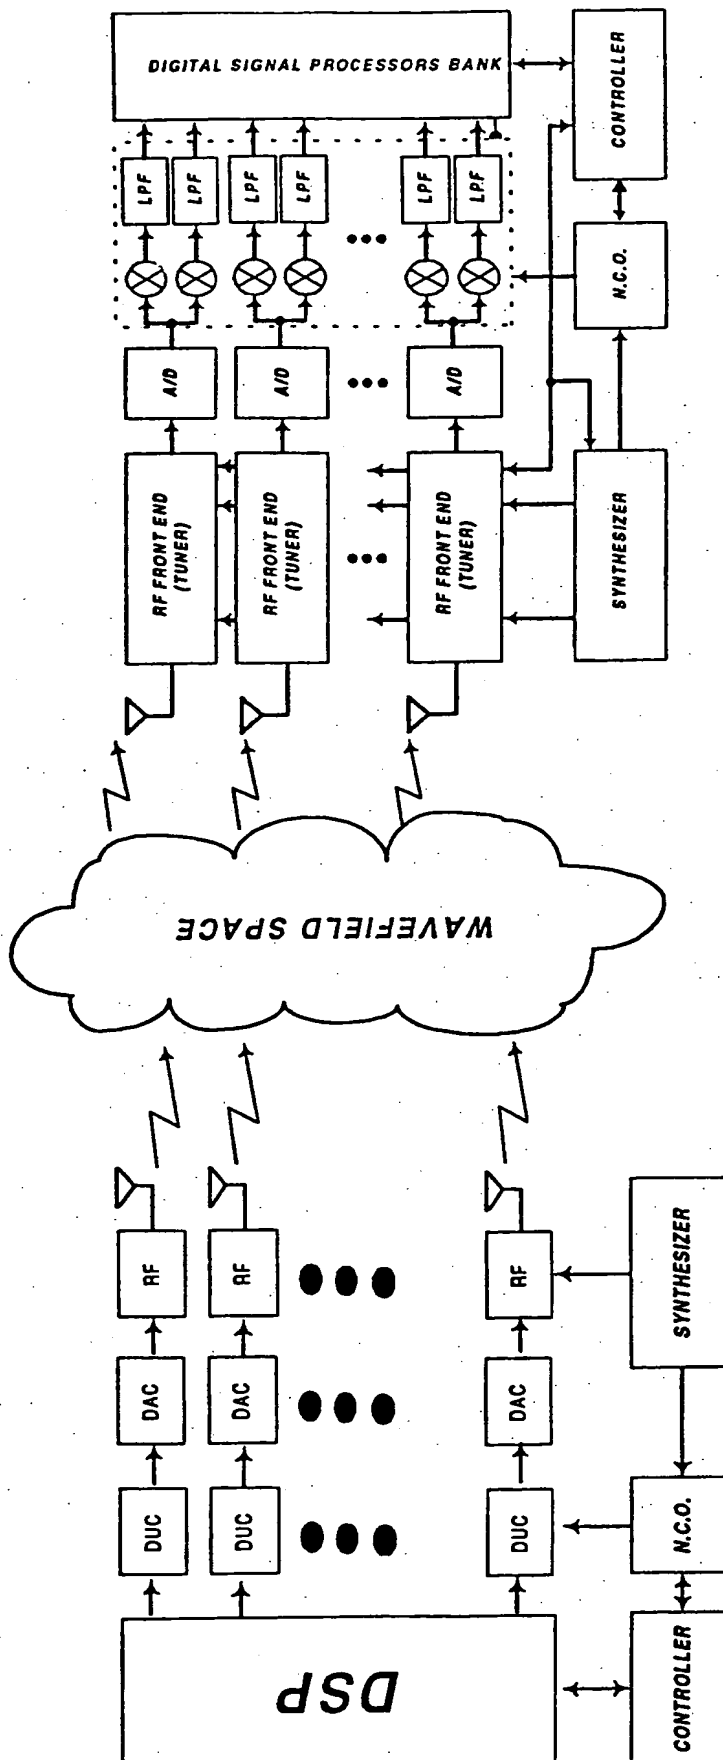 DIGITAL SIGNAL PROCESSORS BANK
CONTROLLER
LPF
LPF
LPF
LPF
LPF
LPF
N.C.O.
A/D
A/D
A/D
RF FRONT END
(TUNER)
RF FRONT END
(TUNER)
RF FRONT END
(TUNER)
SYNTHESIZER
WAVEFIELD SPACE
RF
RF
RF
SYNTHESIZER
DAC
DAC
DAC
DUC
DUC
DUC
N.C.O.
DSP
CONTROLLER